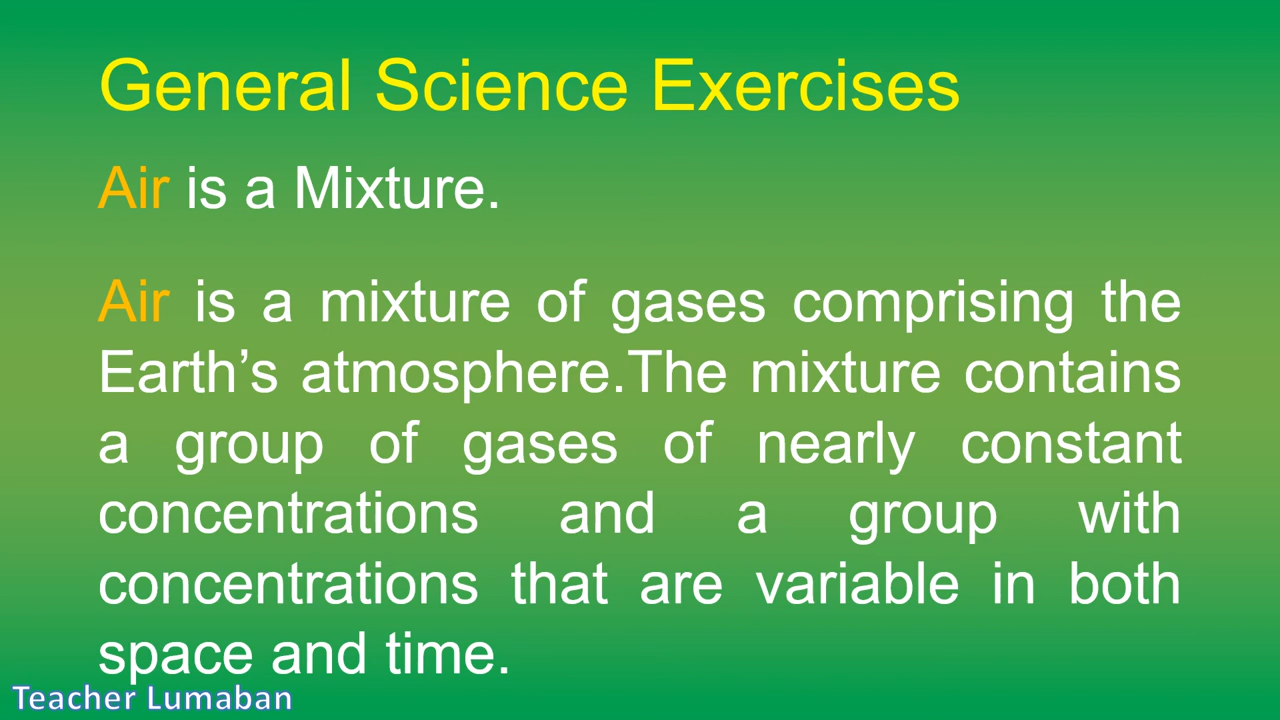 General Science Exercises
Air is a Mixture.
Air is a mixture of gases comprising the
Earth’s atmosphere.The mixture contains
a group of gases of nearly constant
concentrations and a group with
concentrations that are variable in both
space and time.
Teacher Lumaban